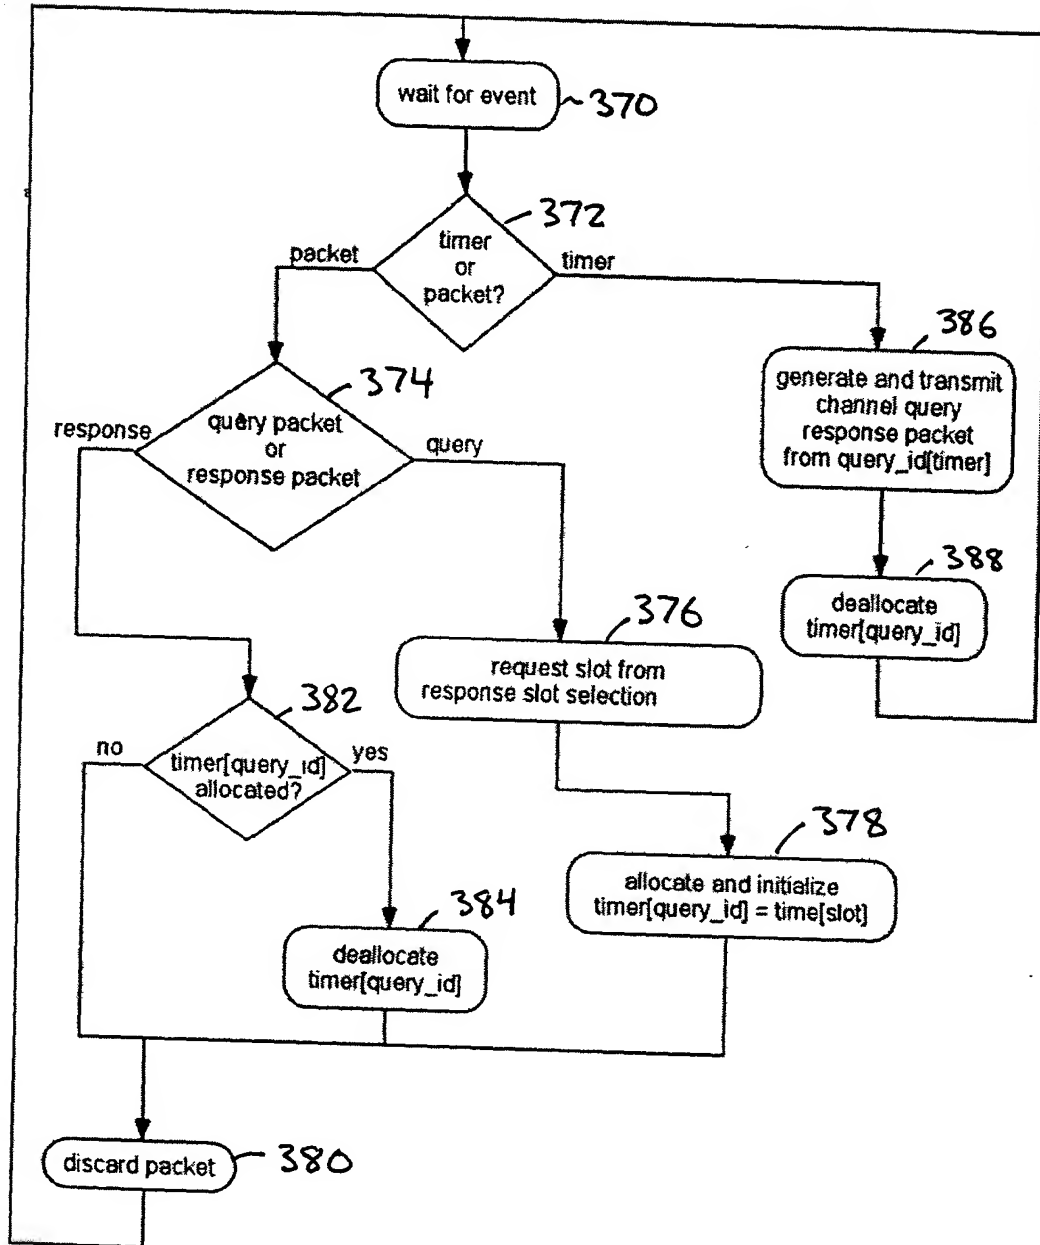 wait for event
370
372
timer
or
packet?
packet
timer
386
generate and transmit
channel query
response packet
from query_id[timer]
374
query packet
or
response packet
response
query
388
deallocate
timer[query_id]
376
request slot from
response slot selection
382
no
yes
timer[query_id]
allocated?
378
allocate and initialize
timer[query_id] = time[slot]
384
deallocate
timer[query_id]
discard packet
380